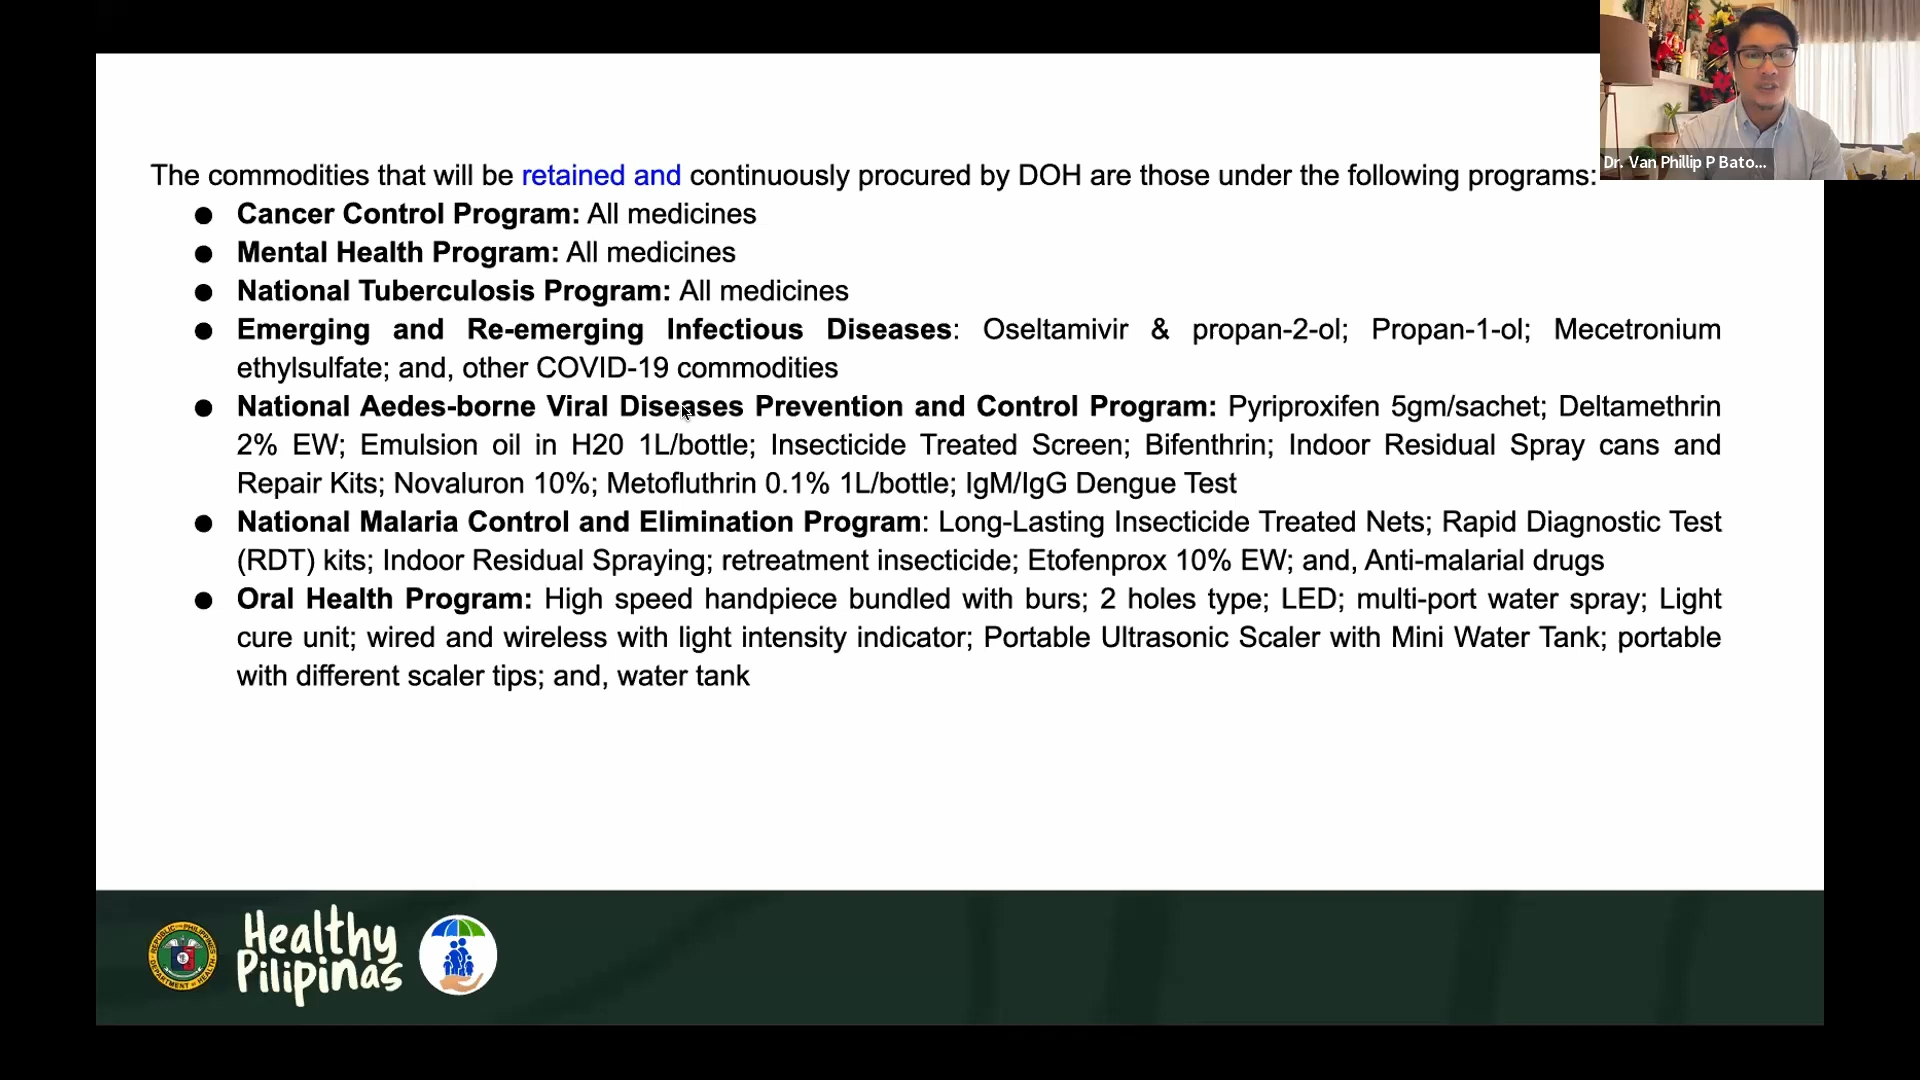 Dr. Van Phillip P Bato...
The commodities that will be retained and continuously procured by DOH are those under the following programs:
● Cancer Control Program: All medicines
● Mental Health Program: All medicines
● National Tuberculosis Program: All medicines
● Emerging and Re-emerging Infectious Diseases: Oseltamivir & propan-2-ol; Propan-1-ol; Mecetronium
ethylsulfate; and, other COVID-19 commodities
● National Aedes-borne Viral Diseases Prevention and Control Program: Pyriproxifen 5gm/sachet; Deltamethrin
2% EW; Emulsion oil in H20 1L/bottle; Insecticide Treated Screen; Bifenthrin; Indoor Residual Spray cans and
Repair Kits; Novaluron 10%; Metofluthrin 0.1% 1L/bottle; IgM/IgG Dengue Test
● National Malaria Control and Elimination Program: Long-Lasting Insecticide Treated Nets; Rapid Diagnostic Test
(RDT) kits; Indoor Residual Spraying; retreatment insecticide; Etofenprox 10% EW; and, Anti-malarial drugs
● Oral Health Program: High speed handpiece bundled with burs; 2 holes type; LED; multi-port water spray; Light
cure unit; wired and wireless with light intensity indicator; Portable Ultrasonic Scaler with Mini Water Tank; portable
with different scaler tips; and, water tank
REPUBLIC OF THE PHILIPPINES
DEPARTMENT OF HEALTH
Healthy
Pilipinas